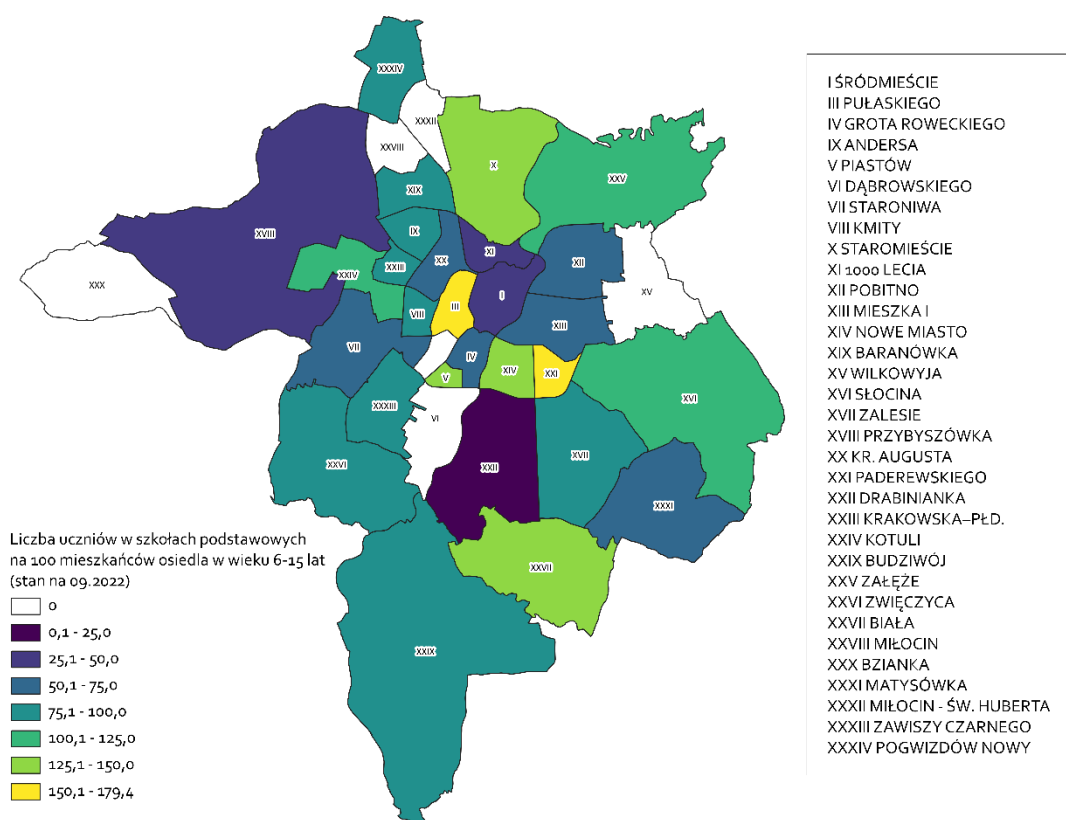 XXXIV
XXXII
XXVIII
X
XXV
XIX
IX
XVIII
XX
XI
XII
XXIII
XXIV
XXX
XV
I
III
VIII
XIII
VII
IV
XIV
XXI
V
XVI
XXXIII
VI
XXVI
XXII
XVII
XXXI
XXVII
XXIX
Liczba uczniów w szkołach podstawowych
na 100 mieszkańców osiedla w wieku 6-15 lat
(stan na 09.2022)
0
0,1 - 25,0
25,1 - 50,0
50,1 - 75,0
75,1 - 100,0
100,1 - 125,0
125,1 - 150,0
150,1 - 179,4
I ŚRÓDMIEŚCIE
III PUŁASKIEGO
IV GROTA ROWECKIEGO
IX ANDERSA
V PIASTÓW
VI DĄBROWSKIEGO
VII STARONIWA
VIII KMITY
X STAROMIEŚCIE
XI 1000 LECIA
XII POBITNO
XIII MIESZKA I
XIV NOWE MIASTO
XIX BARANÓWKA
XV WILKOWYJA
XVI SŁOCINA
XVII ZALESIE
XVIII PRZYBYSZÓWKA
XX KR. AUGUSTA
XXI PADEREWSKIEGO
XXII DRABINIANKA
XXIII KRAKOWSKA–PŁD.
XXIV KOTULI
XXIX BUDZIWÓJ
XXV ZAŁĘŻE
XXVI ZWIĘCZYCA
XXVII BIAŁA
XXVIII MIŁOCIN
XXX BZIANKA
XXXI MATYSÓWKA
XXXII MIŁOCIN - ŚW. HUBERTA
XXXIII ZAWISZY CZARNEGO
XXXIV POGWIZDÓW NOWY